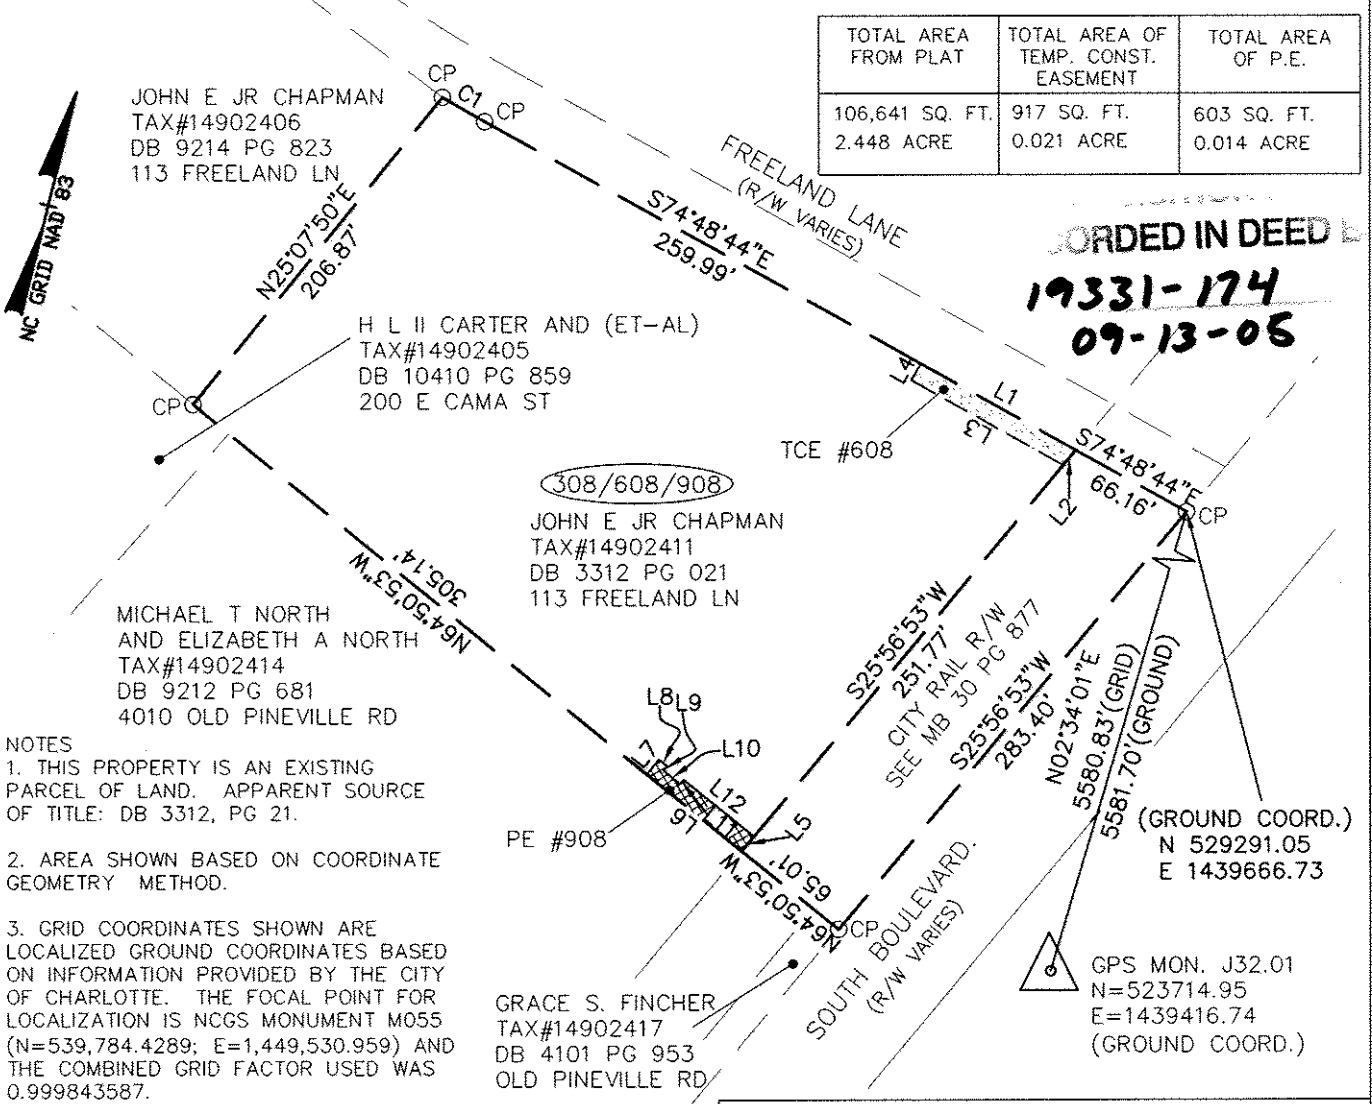 TOTAL AREA
FROM PLAT
TOTAL AREA OF
TEMP. CONST.
EASEMENT
TOTAL AREA
OF P.E.
106,641 SQ. FT.
2.448 ACRE
917 SQ. FT.
0.021 ACRE
603 SQ. FT.
0.014 ACRE
ORDED IN DEED
19331-174
09-13-05
CP
C1
CP
JOHN E JR CHAPMAN
TAX#14902406
DB 9214 PG 823
113 FREELAND LN
NC GRID NAD'83
N25°07'50"E
206.87'
FREELAND LANE
(R/W VARIES)
S74°48'44"E
259.99'
H L II CARTER AND (ET-AL)
TAX#14902405
DB 10410 PG 859
200 E CAMA ST
CP
L4
L1
L3
TCE #608
L2
S74°48'44"E
66.16'
CP
308/608/908
JOHN E JR CHAPMAN
TAX#14902411
DB 3312 PG 021
113 FREELAND LN
N64°50'53"W
305.14'
MICHAEL T NORTH
AND ELIZABETH A NORTH
TAX#14902414
DB 9212 PG 681
4010 OLD PINEVILLE RD
S25°56'53"W
251.77'
CITY RAIL R/W
SEE MB 30 PG 877
S25°56'53"W
283.40'
N02°34'01"E
5580.83'(GRID)
5581.70'(GROUND)
L8
L9
L10
L7
L12
L6
L11
L5
PE #908
N64°50'53"W
65.01'
CP
(GROUND COORD.)
N 529291.05
E 1439666.73
NOTES
1. THIS PROPERTY IS AN EXISTING
PARCEL OF LAND. APPARENT SOURCE
OF TITLE: DB 3312, PG 21.
2. AREA SHOWN BASED ON COORDINATE
GEOMETRY METHOD.
3. GRID COORDINATES SHOWN ARE
LOCALIZED GROUND COORDINATES BASED
ON INFORMATION PROVIDED BY THE CITY
OF CHARLOTTE. THE FOCAL POINT FOR
LOCALIZATION IS NCGS MONUMENT M055
(N=539,784.4289; E=1,449,530.959) AND
THE COMBINED GRID FACTOR USED WAS
0.999843587.
GRACE S. FINCHER
TAX#14902417
DB 4101 PG 953
OLD PINEVILLE RD
SOUTH BOULEVARD.
(R/W VARIES)
GPS MON. J32.01
N=523714.95
E=1439416.74
(GROUND COORD.)